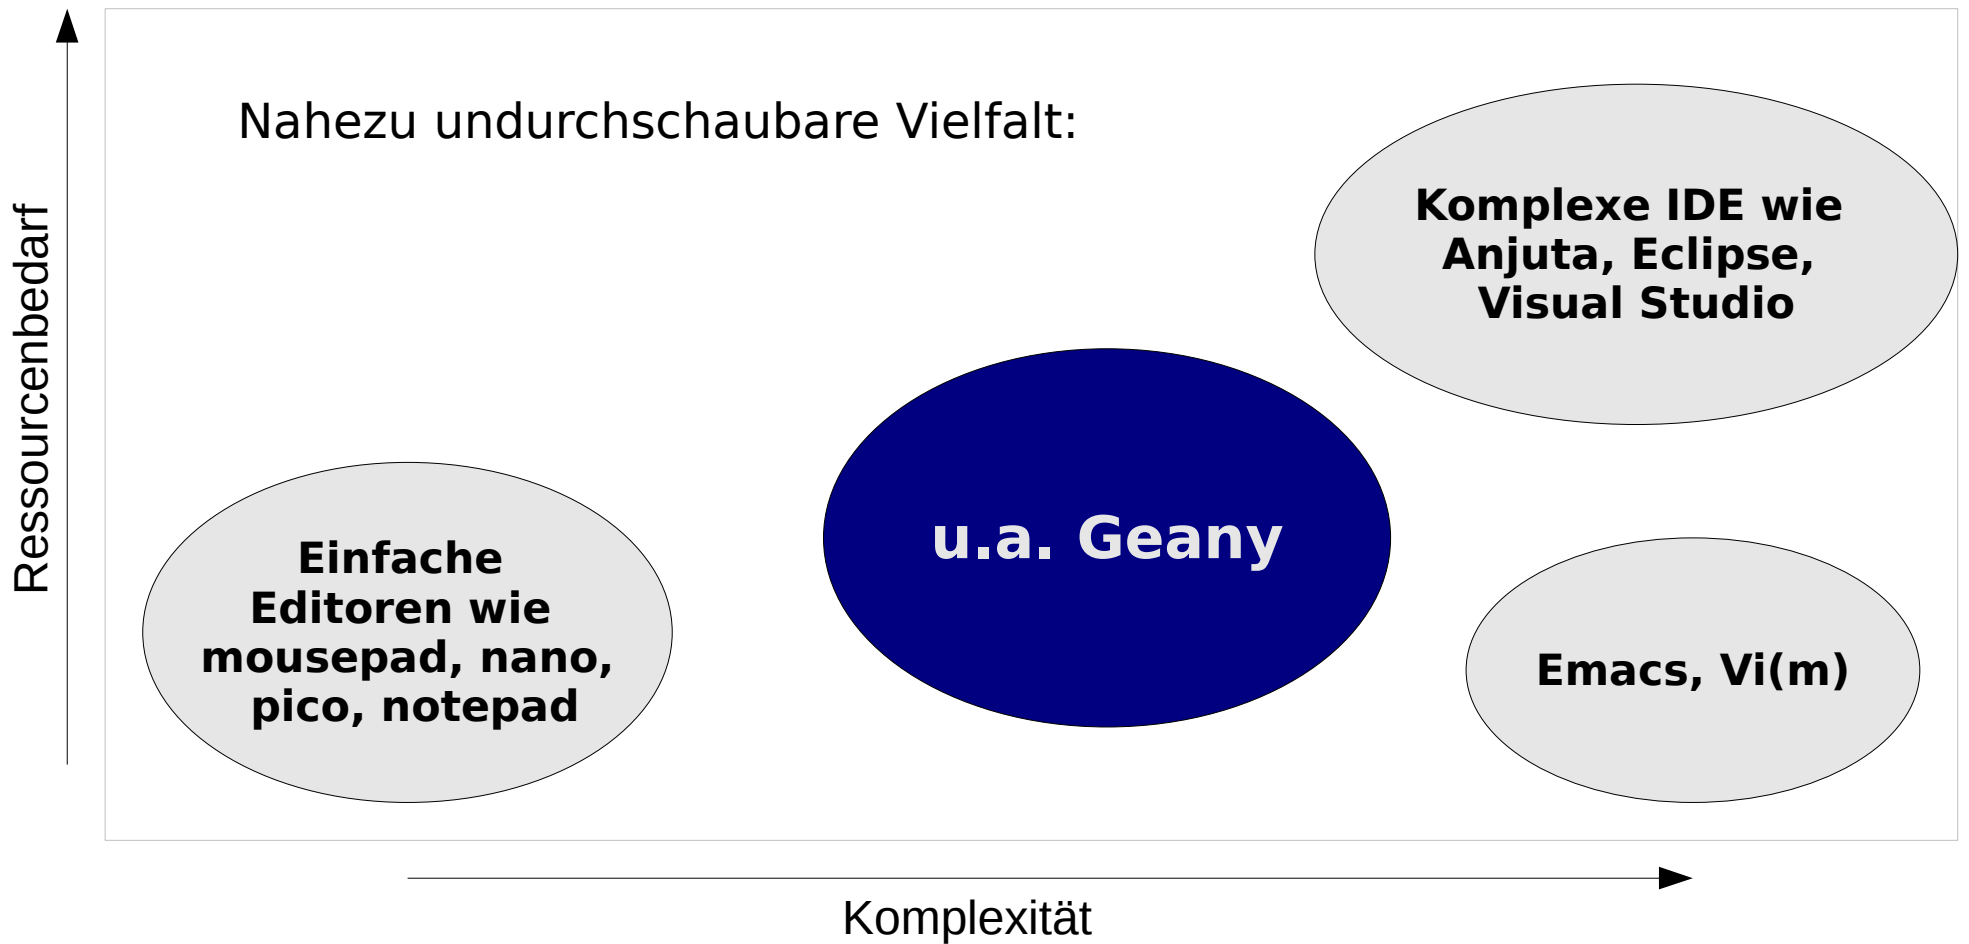 Nahezu undurchschaubare Vielfalt:
Komplexe IDE wie
Anjuta, Eclipse,
Visual Studio
u.a. Geany
Einfache
Editoren wie
mousepad, nano,
pico, notepad
Emacs, Vi(m)
Ressourcenbedarf
Komplexität